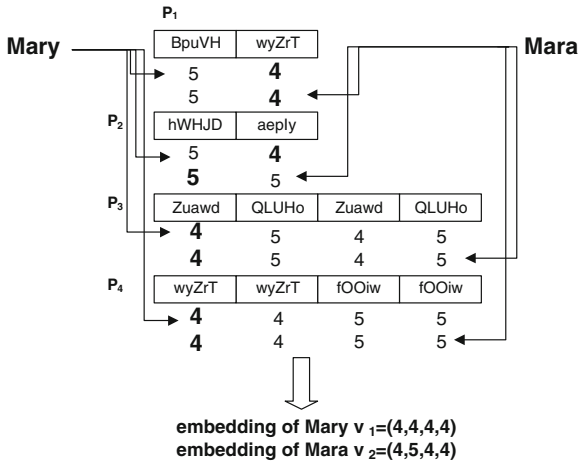 P1
BpuVH wyZrT
Mary Mara
5 4
5 4
P2
hWHJD aeply
5 4
5 5
P3
Zuawd QLUHo Zuawd QLUHo
4 5 4 5
4 5 4 5
P4
wyZrT wyZrT fOOiw fOOiw
4 4 5 5
4 4 5 5
embedding of Mary v 1=(4,4,4,4)
embedding of Mara v 2=(4,5,4,4)